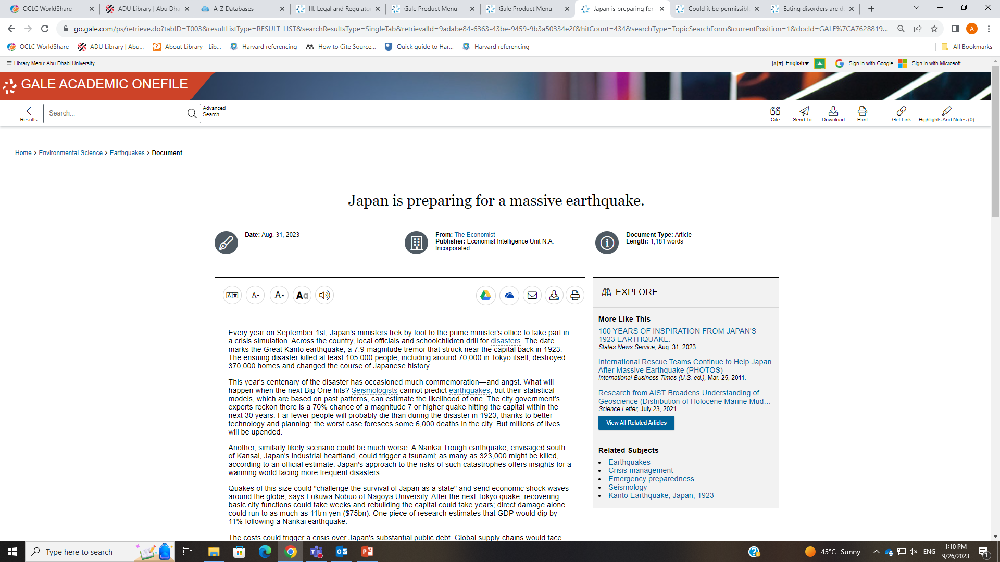 OCLC WorldShare
ADU Library | Abu Dha
A-Z Databases
III. Legal and Regulato
Gale Product Menu
Gale Product Menu
Japan is preparing for
Could it be permissible
Eating disorders are de
go.gale.com/ps/retrieve.do?tabID=T003&resultListType=RESULT_LIST&searchResultsType=SingleTab&retrievalId=9adabe84-6363-43be-9459-9b3a50334e2f&hitCount=434&searchType=TopicSearchForm&currentPosition=1&docId=GALE%7CA7628819...
A
OCLC WorldShare
ADU Library | Abu...
About Library - Lib...
Harvard referencing
How to Cite Source...
Quick guide to Har...
Harvard referencing
All Bookmarks
Library Menu: Abu Dhabi University
English
Sign in with Google
Sign in with Microsoft
GALE ACADEMIC ONEFILE
Results
Search...
Advanced
Search
Cite
Send To...
Download
Print
Get Link
Highlights And Notes (0)
Home > Environmental Science > Earthquakes > Document
Japan is preparing for a massive earthquake.
Date: Aug. 31, 2023
From: The Economist
Publisher: Economist Intelligence Unit N.A.
Incorporated
Document Type: Article
Length: 1,181 words
A
A
Aa
Every year on September 1st, Japan's ministers trek by foot to the prime minister's office to take part in
a crisis simulation. Across the country, local officials and schoolchildren drill for disasters. The date
marks the Great Kanto earthquake, a 7.9-magnitude tremor that struck near the capital back in 1923.
The ensuing disaster killed at least 105,000 people, including around 70,000 in Tokyo itself, destroyed
370,000 homes and changed the course of Japanese history.
This year's centenary of the disaster has occasioned much commemoration—and angst. What will
happen when the next Big One hits? Seismologists cannot predict earthquakes, but their statistical
models, which are based on past patterns, can estimate the likelihood of one. The city government's
experts reckon there is a 70% chance of a magnitude 7 or higher quake hitting the capital within the
next 30 years. Far fewer people will probably die than during the disaster in 1923, thanks to better
technology and planning: the worst case foresees some 6,000 deaths in the city. But millions of lives
will be upended.
Another, similarly likely scenario could be much worse. A Nankai Trough earthquake, envisaged south
of Kansai, Japan's industrial heartland, could trigger a tsunami; as many as 323,000 might be killed,
according to an official estimate. Japan's approach to the risks of such catastrophes offers insights for a
warming world facing more frequent disasters.
Quakes of this size could "challenge the survival of Japan as a state" and send economic shock waves
around the globe, says Fukuwa Nobuo of Nagoya University. After the next Tokyo quake, recovering
basic city functions could take weeks and rebuilding the capital could take years; direct damage alone
could run to as much as 11trn yen ($75bn). One piece of research estimates that GDP would dip by
11% following a Nankai earthquake.
The costs could trigger a crisis over Japan's substantial public debt. Global supply chains would face
EXPLORE
More Like This
100 YEARS OF INSPIRATION FROM JAPAN'S
1923 EARTHQUAKE.
States News Service, Aug. 31, 2023.
International Rescue Teams Continue to Help Japan
After Massive Earthquake (PHOTOS)
International Business Times (U.S. ed.), Mar. 25, 2011.
Research from AIST Broadens Understanding of
Geoscience (Distribution of Holocene Marine Mud...
Science Letter, July 23, 2021.
View All Related Articles
Related Subjects
• Earthquakes
• Crisis management
• Emergency preparedness
• Seismology
• Kanto Earthquake, Japan, 1923
Type here to search
45°C Sunny
ENG
1:10 PM
9/26/2023
1